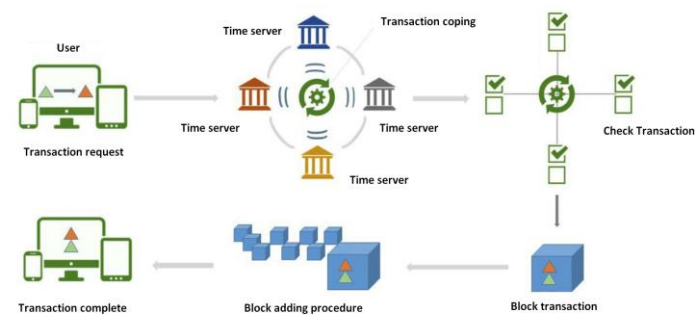 Time server
Transaction coping
User
Time server
Time server
Transaction request
Check Transaction
Time server
Transaction complete
Block adding procedure
Block transaction